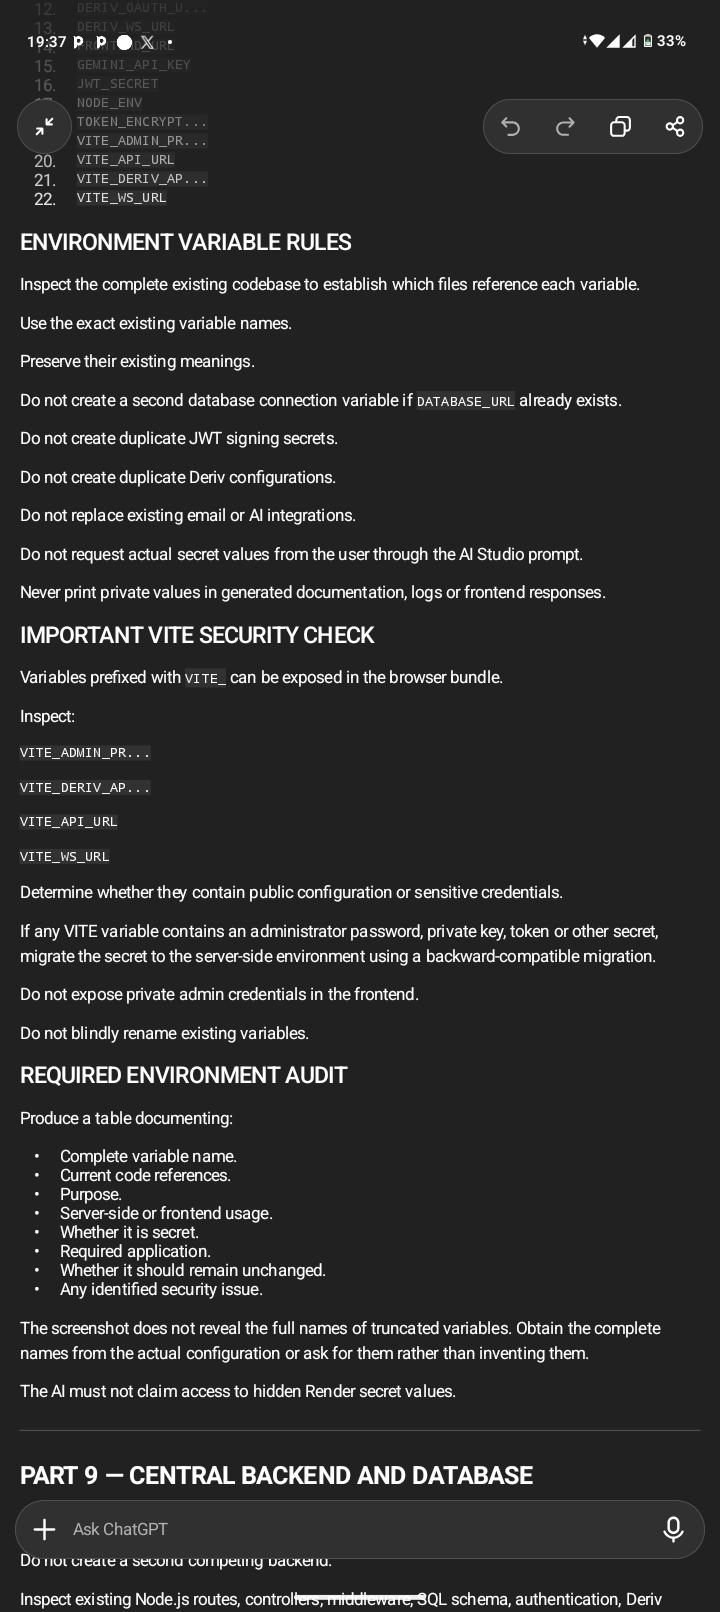 12. DERIV_OAUTH_U...
13. DERIV_WS_URL
19:37
33%
14. FRONTEND_URL
15. GEMINI_API_KEY
16. JWT_SECRET
17. NODE_ENV
TOKEN_ENCRYPT...
VITE_ADMIN_PR...
20. VITE_API_URL
21. VITE_DERIV_AP...
22. VITE_WS_URL
ENVIRONMENT VARIABLE RULES
Inspect the complete existing codebase to establish which files reference each variable.
Use the exact existing variable names.
Preserve their existing meanings.
Do not create a second database connection variable if DATABASE_URL already exists.
Do not create duplicate JWT signing secrets.
Do not create duplicate Deriv configurations.
Do not replace existing email or AI integrations.
Do not request actual secret values from the user through the AI Studio prompt.
Never print private values in generated documentation, logs or frontend responses.
IMPORTANT VITE SECURITY CHECK
Variables prefixed with VITE_ can be exposed in the browser bundle.
Inspect:
VITE_ADMIN_PR...
VITE_DERIV_AP...
VITE_API_URL
VITE_WS_URL
Determine whether they contain public configuration or sensitive credentials.
If any VITE variable contains an administrator password, private key, token or other secret,
migrate the secret to the server-side environment using a backward-compatible migration.
Do not expose private admin credentials in the frontend.
Do not blindly rename existing variables.
REQUIRED ENVIRONMENT AUDIT
Produce a table documenting:
• Complete variable name.
• Current code references.
• Purpose.
• Server-side or frontend usage.
• Whether it is secret.
• Required application.
• Whether it should remain unchanged.
• Any identified security issue.
The screenshot does not reveal the full names of truncated variables. Obtain the complete
names from the actual configuration or ask for them rather than inventing them.
The AI must not claim access to hidden Render secret values.
PART 9 — CENTRAL BACKEND AND DATABASE
Ask ChatGPT
Do not create a second competing backend.
Inspect existing Node.js routes, controllers, middleware, SQL schema, authentication, Deriv